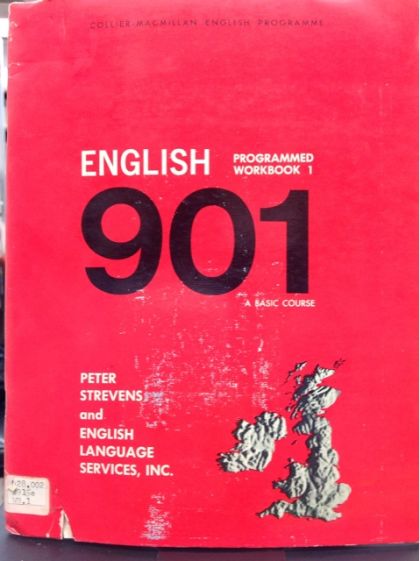 COLLIER-MACMILLAN ENGLISH PROGRAMME
ENGLISH
PROGRAMMED
WORKBOOK 1
901
A BASIC COURSE
PETER
STREVENS
and
ENGLISH
LANGUAGE
SERVICES, INC.